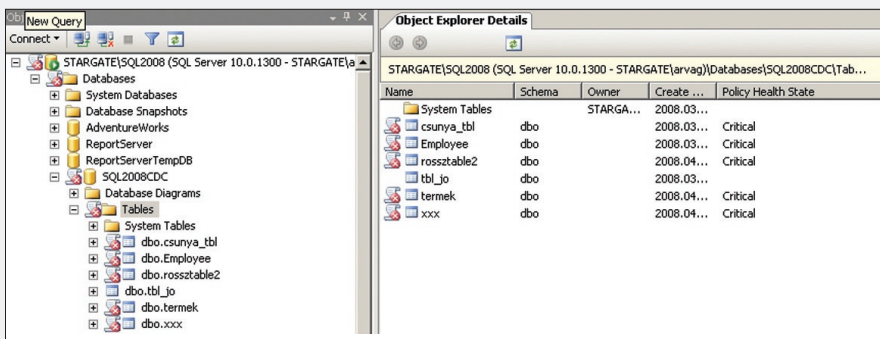 Obj
New Query
Connect
STARGATE\SQL2008 (SQL Server 10.0.1300 - STARGATE\a
Databases
System Databases
Database Snapshots
AdventureWorks
ReportServer
ReportServerTempDB
SQL2008CDC
Database Diagrams
Tables
System Tables
dbo.csunya_tbl
dbo.Employee
dbo.rossztable2
dbo.tbl_jo
dbo.termek
dbo.xxx
Object Explorer Details
STARGATE\SQL2008 (SQL Server 10.0.1300 - STARGATE\arvag)\Databases\SQL2008CDC\Tab...
Name Schema Owner Create ... Policy Health State
System Tables STARGA... 2008.03...
csunya_tbl dbo 2008.03... Critical
Employee dbo 2008.03... Critical
rossztable2 dbo 2008.04... Critical
tbl_jo dbo 2008.03...
termek dbo 2008.04... Critical
xxx dbo 2008.04... Critical